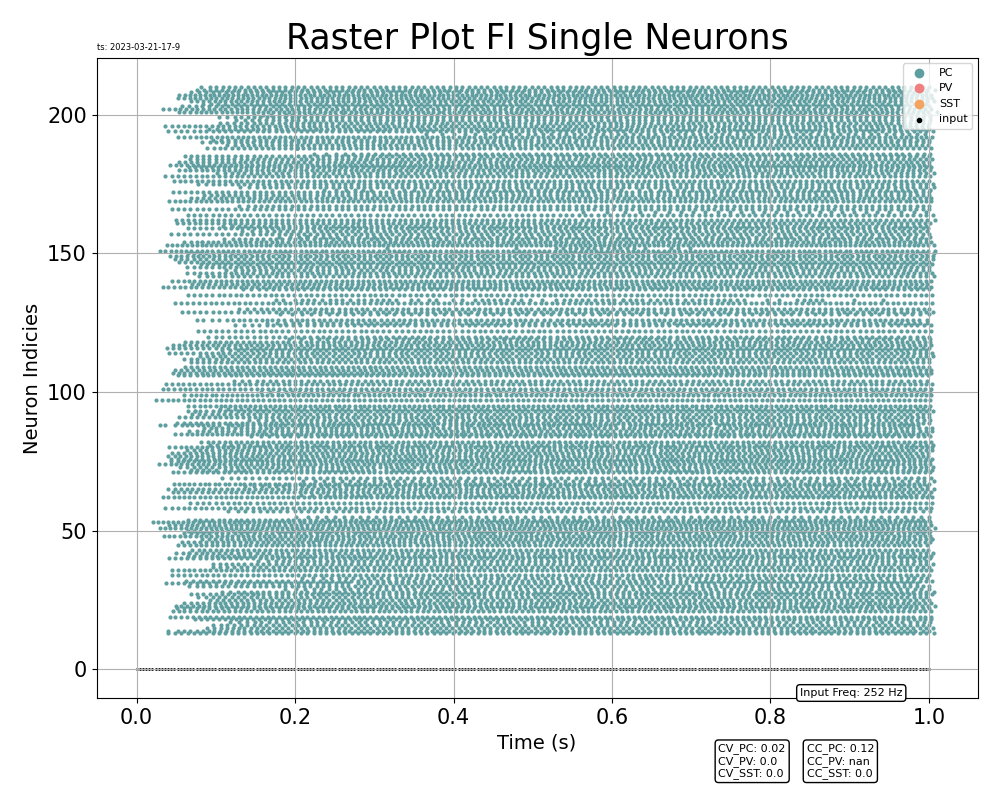 Raster Plot FI Single Neurons
ts: 2023-03-21-17-9
PC
PV
SST
input
200
150
100
50
0
Neuron Indicies
Input Freq: 252 Hz
0.0 0.2 0.4 0.6 0.8 1.0
Time (s)
CV_PC: 0.02
CV_PV: 0.0
CV_SST: 0.0
CC_PC: 0.12
CC_PV: nan
CC_SST: 0.0